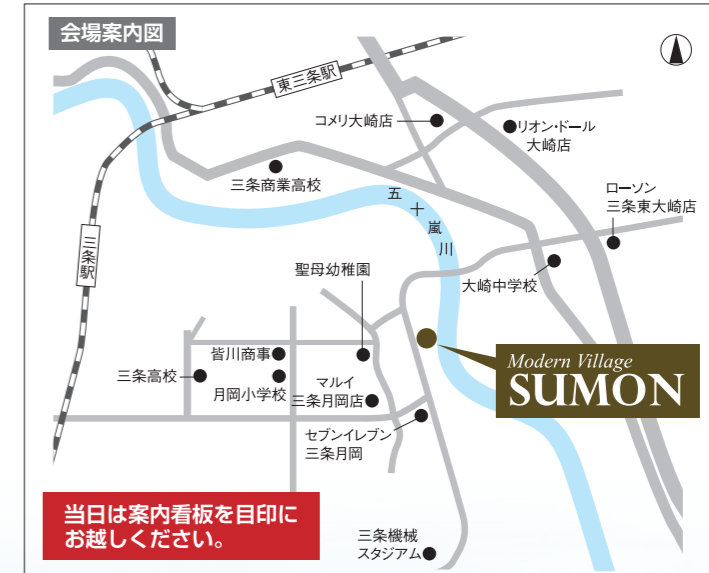 会場案内図
東三条駅
コメリ大崎店
リオン・ドール
大崎店
三条商業高校
ローソン
三条東大崎店
五十嵐川
三条駅
聖母幼稚園
大崎中学校
皆川商事
三条高校
月岡小学校
マルイ
三条月岡店
Modern Village
SUMON
セブンイレブン
三条月岡
当日は案内看板を目印に
お越しください。
三条機械
スタジアム